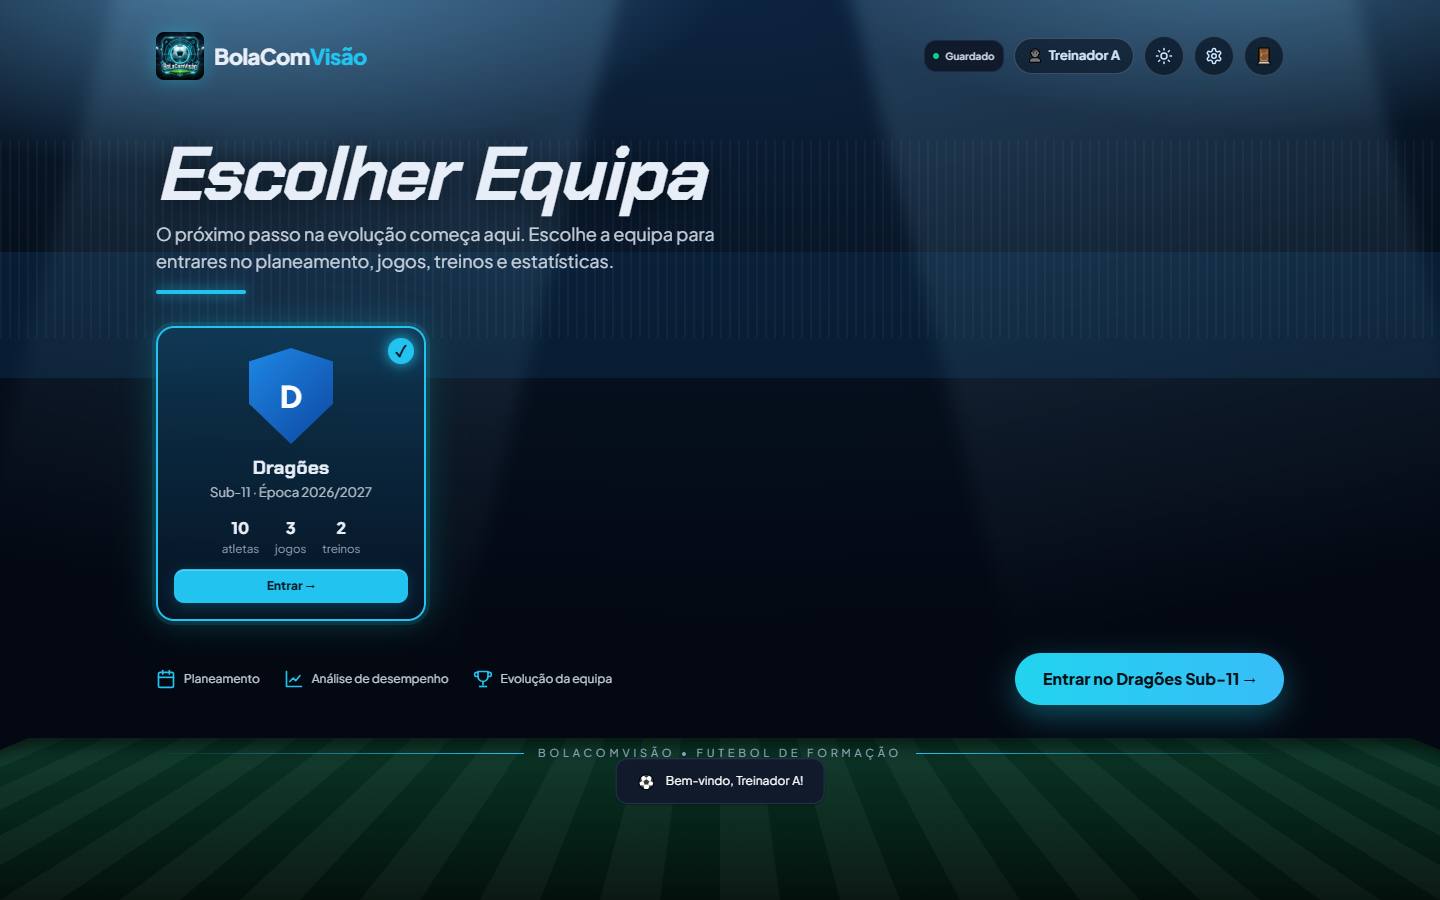 BolaComVisão
Guardado
Treinador A
Escolher Equipa
O próximo passo na evolução começa aqui. Escolhe a equipa para
entrares no planeamento, jogos, treinos e estatísticas.
D
Dragões
Sub-11 · Época 2026/2027
10 3 2
atletas jogos treinos
Entrar →
Planeamento Análise de desempenho Evolução da equipa
Entrar no Dragões Sub-11 →
BOLACOMVISÃO • FUTEBOL DE FORMAÇÃO
Bem-vindo, Treinador A!